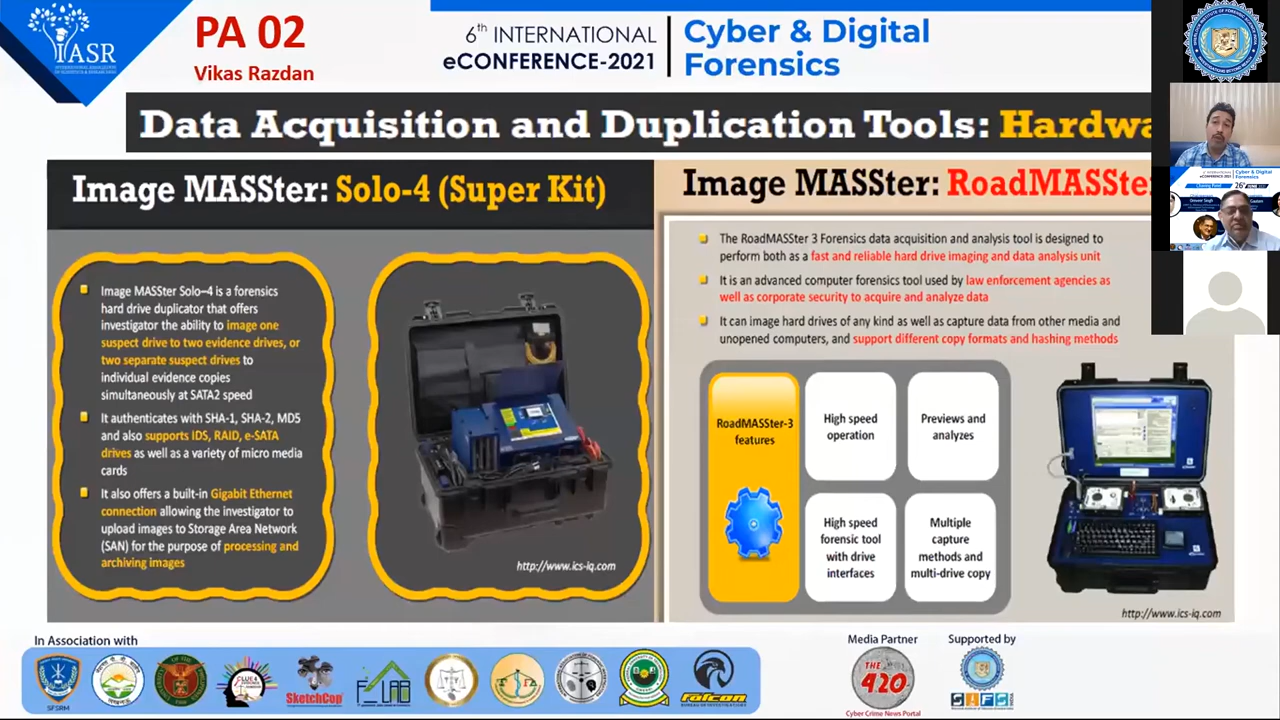 IASR
PA 02
Vikas Razdan
6th INTERNATIONAL
eCONFERENCE-2021
Cyber & Digital
Forensics
Data Acquisition and Duplication Tools: Hardwa
Image MASSter: Solo-4 (Super Kit)
Image MASSter Solo–4 is a forensics
hard drive duplicator that offers
investigator the ability to image one
suspect drive to two evidence drives, or
two separate suspect drives to
individual evidence copies
simultaneously at SATA2 speed
It authenticates with SHA-1, SHA-2, MD5
and also supports IDS, RAID, e-SATA
drives as well as a variety of micro media
cards
It also offers a built-in Gigabit Ethernet
connection allowing the investigator to
upload images to Storage Area Network
(SAN) for the purpose of processing and
archiving images
http://www.ics-iq.com
Image MASSter: RoadMASSte
The RoadMASSter 3 Forensics data acquisition and analysis tool is designed to
perform both as a fast and reliable hard drive imaging and data analysis unit
It is an advanced computer forensics tool used by law enforcement agencies as
well as corporate security to acquire and analyze data
It can image hard drives of any kind as well as capture data from other media and
unopened computers, and support different copy formats and hashing methods
RoadMASSter-3
features
High speed
operation
Previews and
analyzes
High speed
forensic tool
with drive
interfaces
Multiple
capture
methods and
multi-drive copy
http://www.ics-iq.com
Cyber & Digital
Forensics
In Association with
SFSRM
CLUE 4
SketchCop
F LAB
Falcon
Media Partner
THE
420
Cyber Crime News Portal
Supported by
SIFS